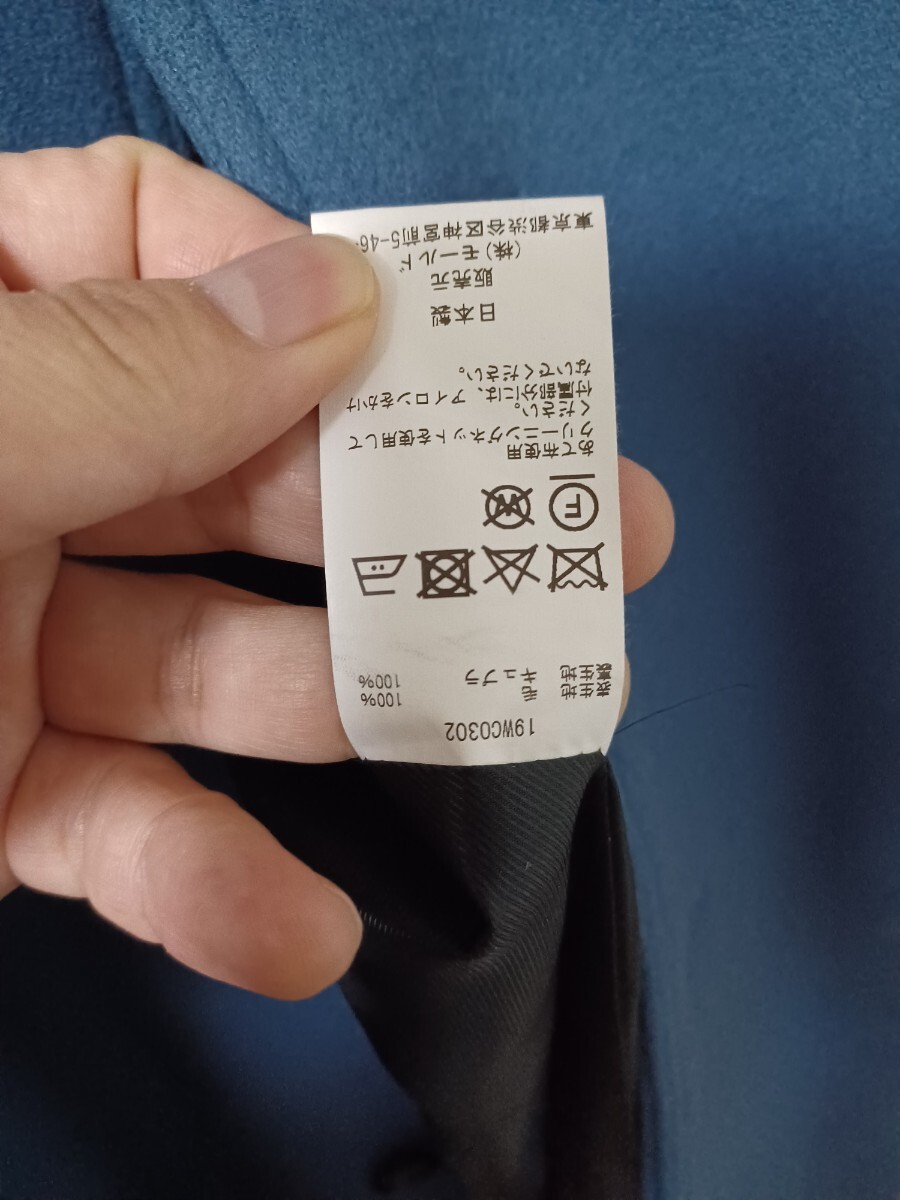 19WC0302
表生地 毛 100%
裏生地 キュプラ 100%
F W
あて布使用
クリーニングネットを使用して
ください。
付属部分には、アイロンをかけ
ないでください。
日本製
販売元
(株)モールド
東京都渋谷区神宮前5-46-